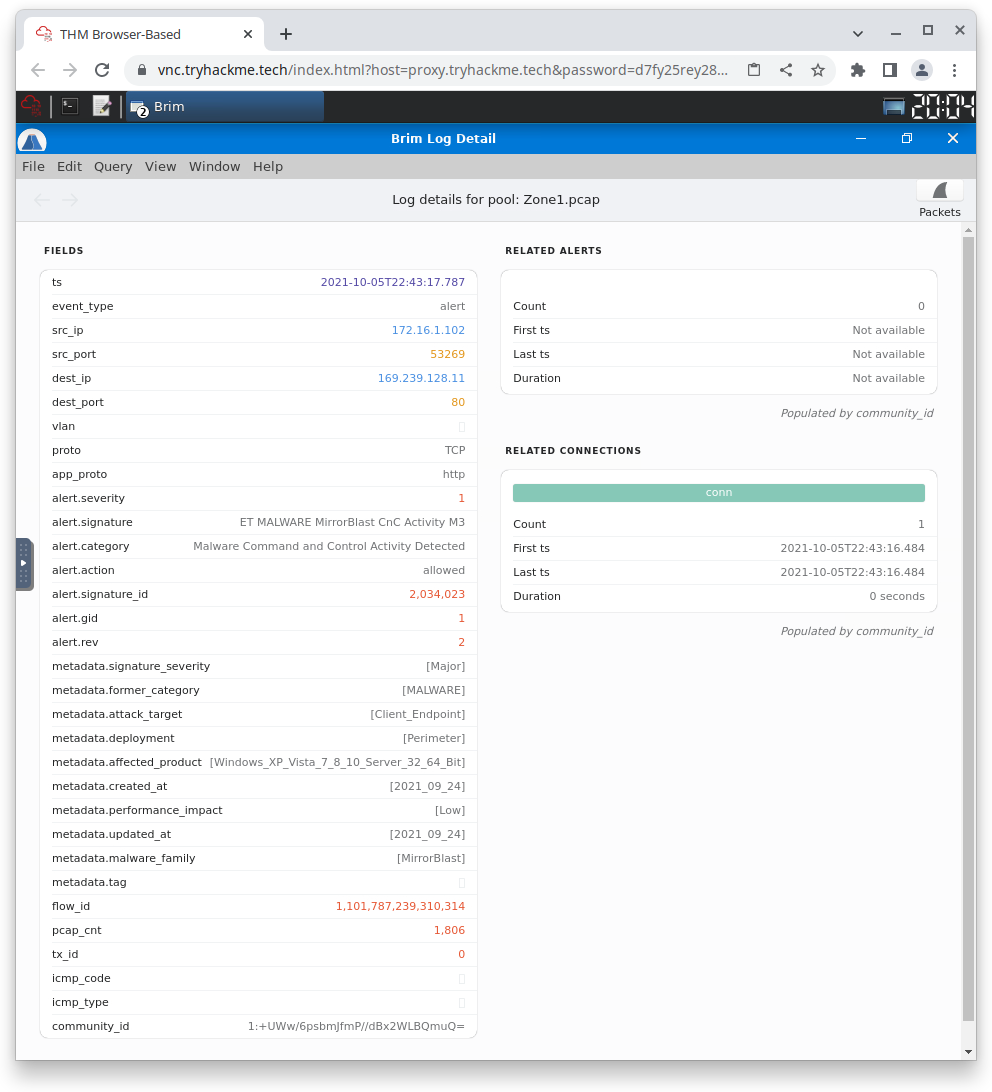 THM Browser-Based
vnc.tryhackme.tech/index.html?host=proxy.tryhackme.tech&password=d7fy25rey28...
2 Brim
20:04
Brim Log Detail
File Edit Query View Window Help
Log details for pool: Zone1.pcap
Packets
FIELDS
ts 2021-10-05T22:43:17.787
event_type alert
src_ip 172.16.1.102
src_port 53269
dest_ip 169.239.128.11
dest_port 80
vlan
proto TCP
app_proto http
alert.severity 1
alert.signature ET MALWARE MirrorBlast CnC Activity M3
alert.category Malware Command and Control Activity Detected
alert.action allowed
alert.signature_id 2,034,023
alert.gid 1
alert.rev 2
metadata.signature_severity [Major]
metadata.former_category [MALWARE]
metadata.attack_target [Client_Endpoint]
metadata.deployment [Perimeter]
metadata.affected_product [Windows_XP_Vista_7_8_10_Server_32_64_Bit]
metadata.created_at [2021_09_24]
metadata.performance_impact [Low]
metadata.updated_at [2021_09_24]
metadata.malware_family [MirrorBlast]
metadata.tag
flow_id 1,101,787,239,310,314
pcap_cnt 1,806
tx_id 0
icmp_code
icmp_type
community_id 1:+UWw/6psbmJfmP//dBx2WLBQmuQ=
RELATED ALERTS
Count 0
First ts Not available
Last ts Not available
Duration Not available
Populated by community_id
RELATED CONNECTIONS
conn
Count 1
First ts 2021-10-05T22:43:16.484
Last ts 2021-10-05T22:43:16.484
Duration 0 seconds
Populated by community_id